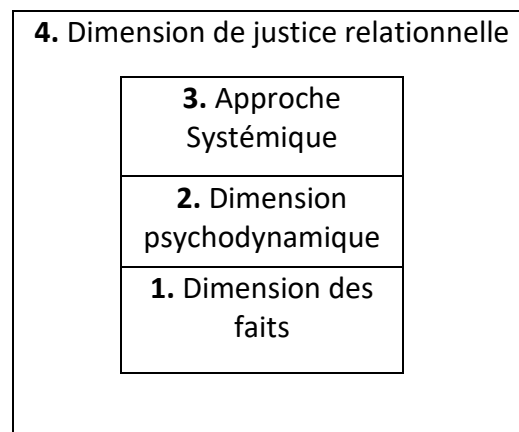 4. Dimension de justice relationnelle
3. Approche
Systémique
2. Dimension
psychodynamique
1. Dimension des
faits